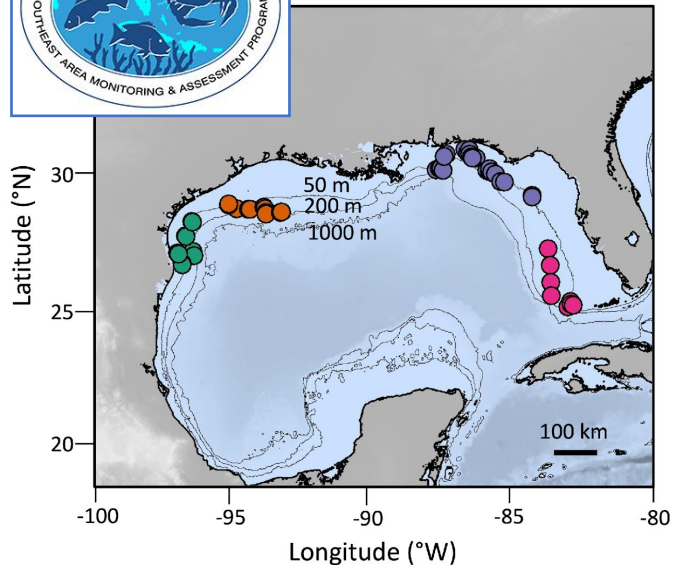 OUTHEAST AREA MONITORING & ASSESSMENT PROGRA
50 m
200 m
1000 m
100 km
30
25
20
Latitude (°N)
-100
-95
-90
-85
-80
Longitude (°W)